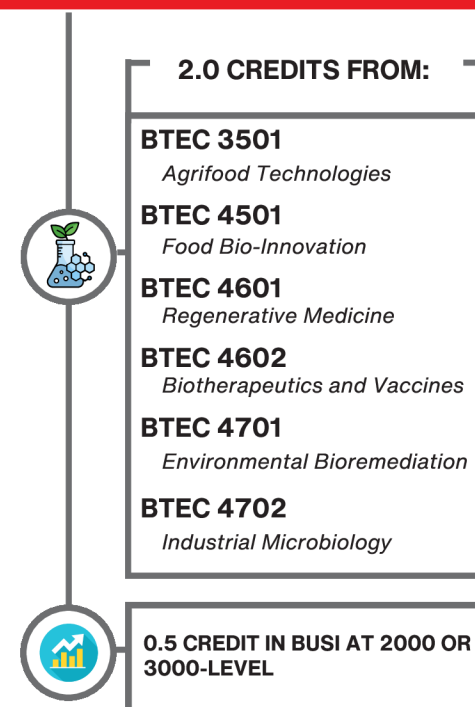 2.0 CREDITS FROM:
BTEC 3501
Agrifood Technologies
BTEC 4501
Food Bio-Innovation
BTEC 4601
Regenerative Medicine
BTEC 4602
Biotherapeutics and Vaccines
BTEC 4701
Environmental Bioremediation
BTEC 4702
Industrial Microbiology
0.5 CREDIT IN BUSI AT 2000 OR
3000-LEVEL